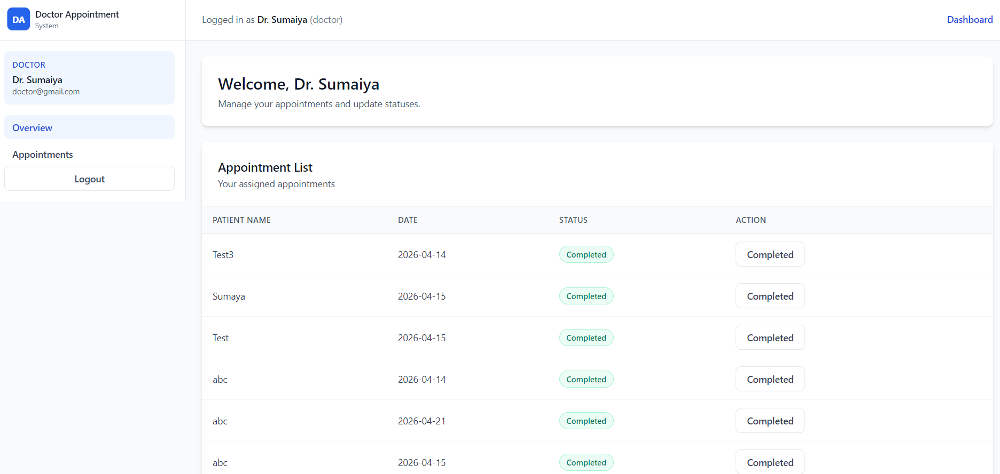 DA
Doctor Appointment
System
Logged in as Dr. Sumaiya (doctor)
Dashboard
DOCTOR
Dr. Sumaiya
doctor@gmail.com
Overview
Appointments
Logout
Welcome, Dr. Sumaiya
Manage your appointments and update statuses.
Appointment List
Your assigned appointments
PATIENT NAME DATE STATUS ACTION
Test3 2026-04-14 Completed Completed
Sumaya 2026-04-15 Completed Completed
Test 2026-04-15 Completed Completed
abc 2026-04-14 Completed Completed
abc 2026-04-21 Completed Completed
abc 2026-04-15 Completed Completed